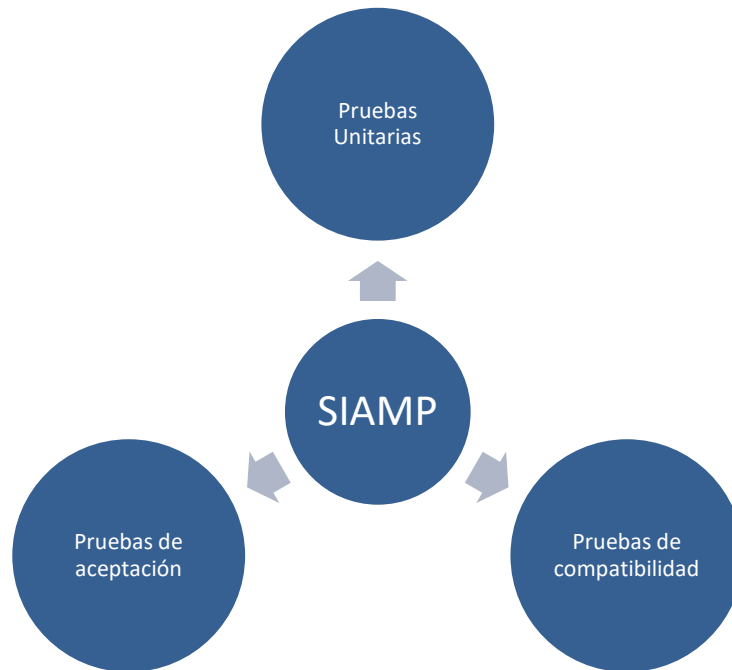 Pruebas
Unitarias
SIAMP
Pruebas de
aceptación
Pruebas de
compatibilidad